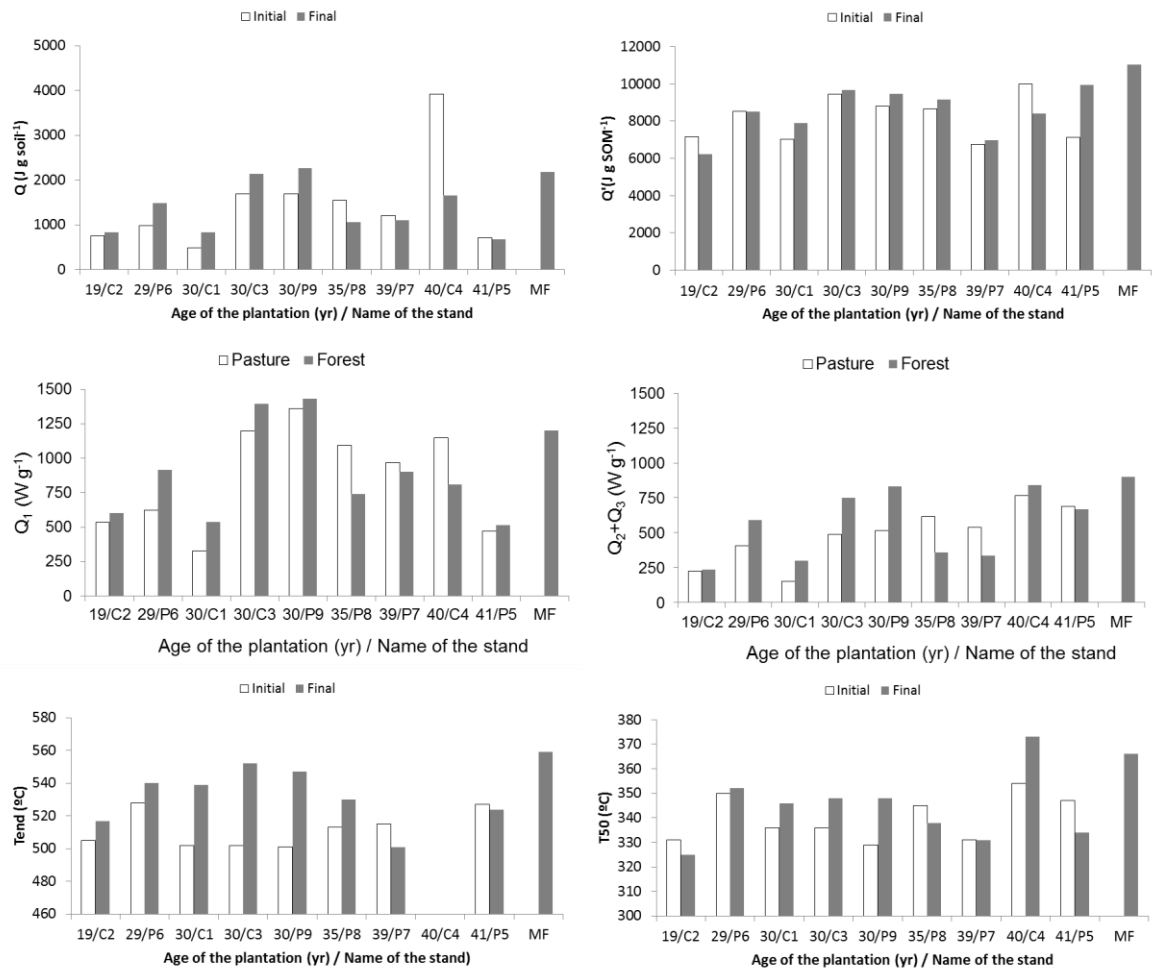 Initial Final
5000
4000
3000
2000
1000
0
Q (J g soil-1)
19/C2 29/P6 30/C1 30/C3 30/P9 35/P8 39/P7 40/C4 41/P5 MF
Age of the plantation (yr) / Name of the stand
Initial Final
12000
10000
8000
6000
4000
2000
0
Q'(J g SOM-1)
19/C2 29/P6 30/C1 30/C3 30/P9 35/P8 39/P7 40/C4 41/P5 MF
Age of the plantation (yr) / Name of the stand
Pasture Forest
1500
1250
1000
750
500
250
0
Q1 (W g-1)
19/C2 29/P6 30/C1 30/C3 30/P9 35/P8 39/P7 40/C4 41/P5 MF
Age of the plantation (yr) / Name of the stand
Pasture Forest
1500
1250
1000
750
500
250
0
Q2+Q3 (W g-1)
19/C2 29/P6 30/C1 30/C3 30/P9 35/P8 39/P7 40/C4 41/P5 MF
Age of the plantation (yr) / Name of the stand
Initial Final
580
560
540
520
500
480
460
Tend (ºC)
19/C2 29/P6 30/C1 30/C3 30/P9 35/P8 39/P7 40/C4 41/P5 MF
Age of the plantation (yr) / Name of the stand)
Initial Final
380
370
360
350
340
330
320
310
300
T50 (ºC)
19/C2 29/P6 30/C1 30/C3 30/P9 35/P8 39/P7 40/C4 41/P5 MF
Age of the plantation (yr) / Name of the stand